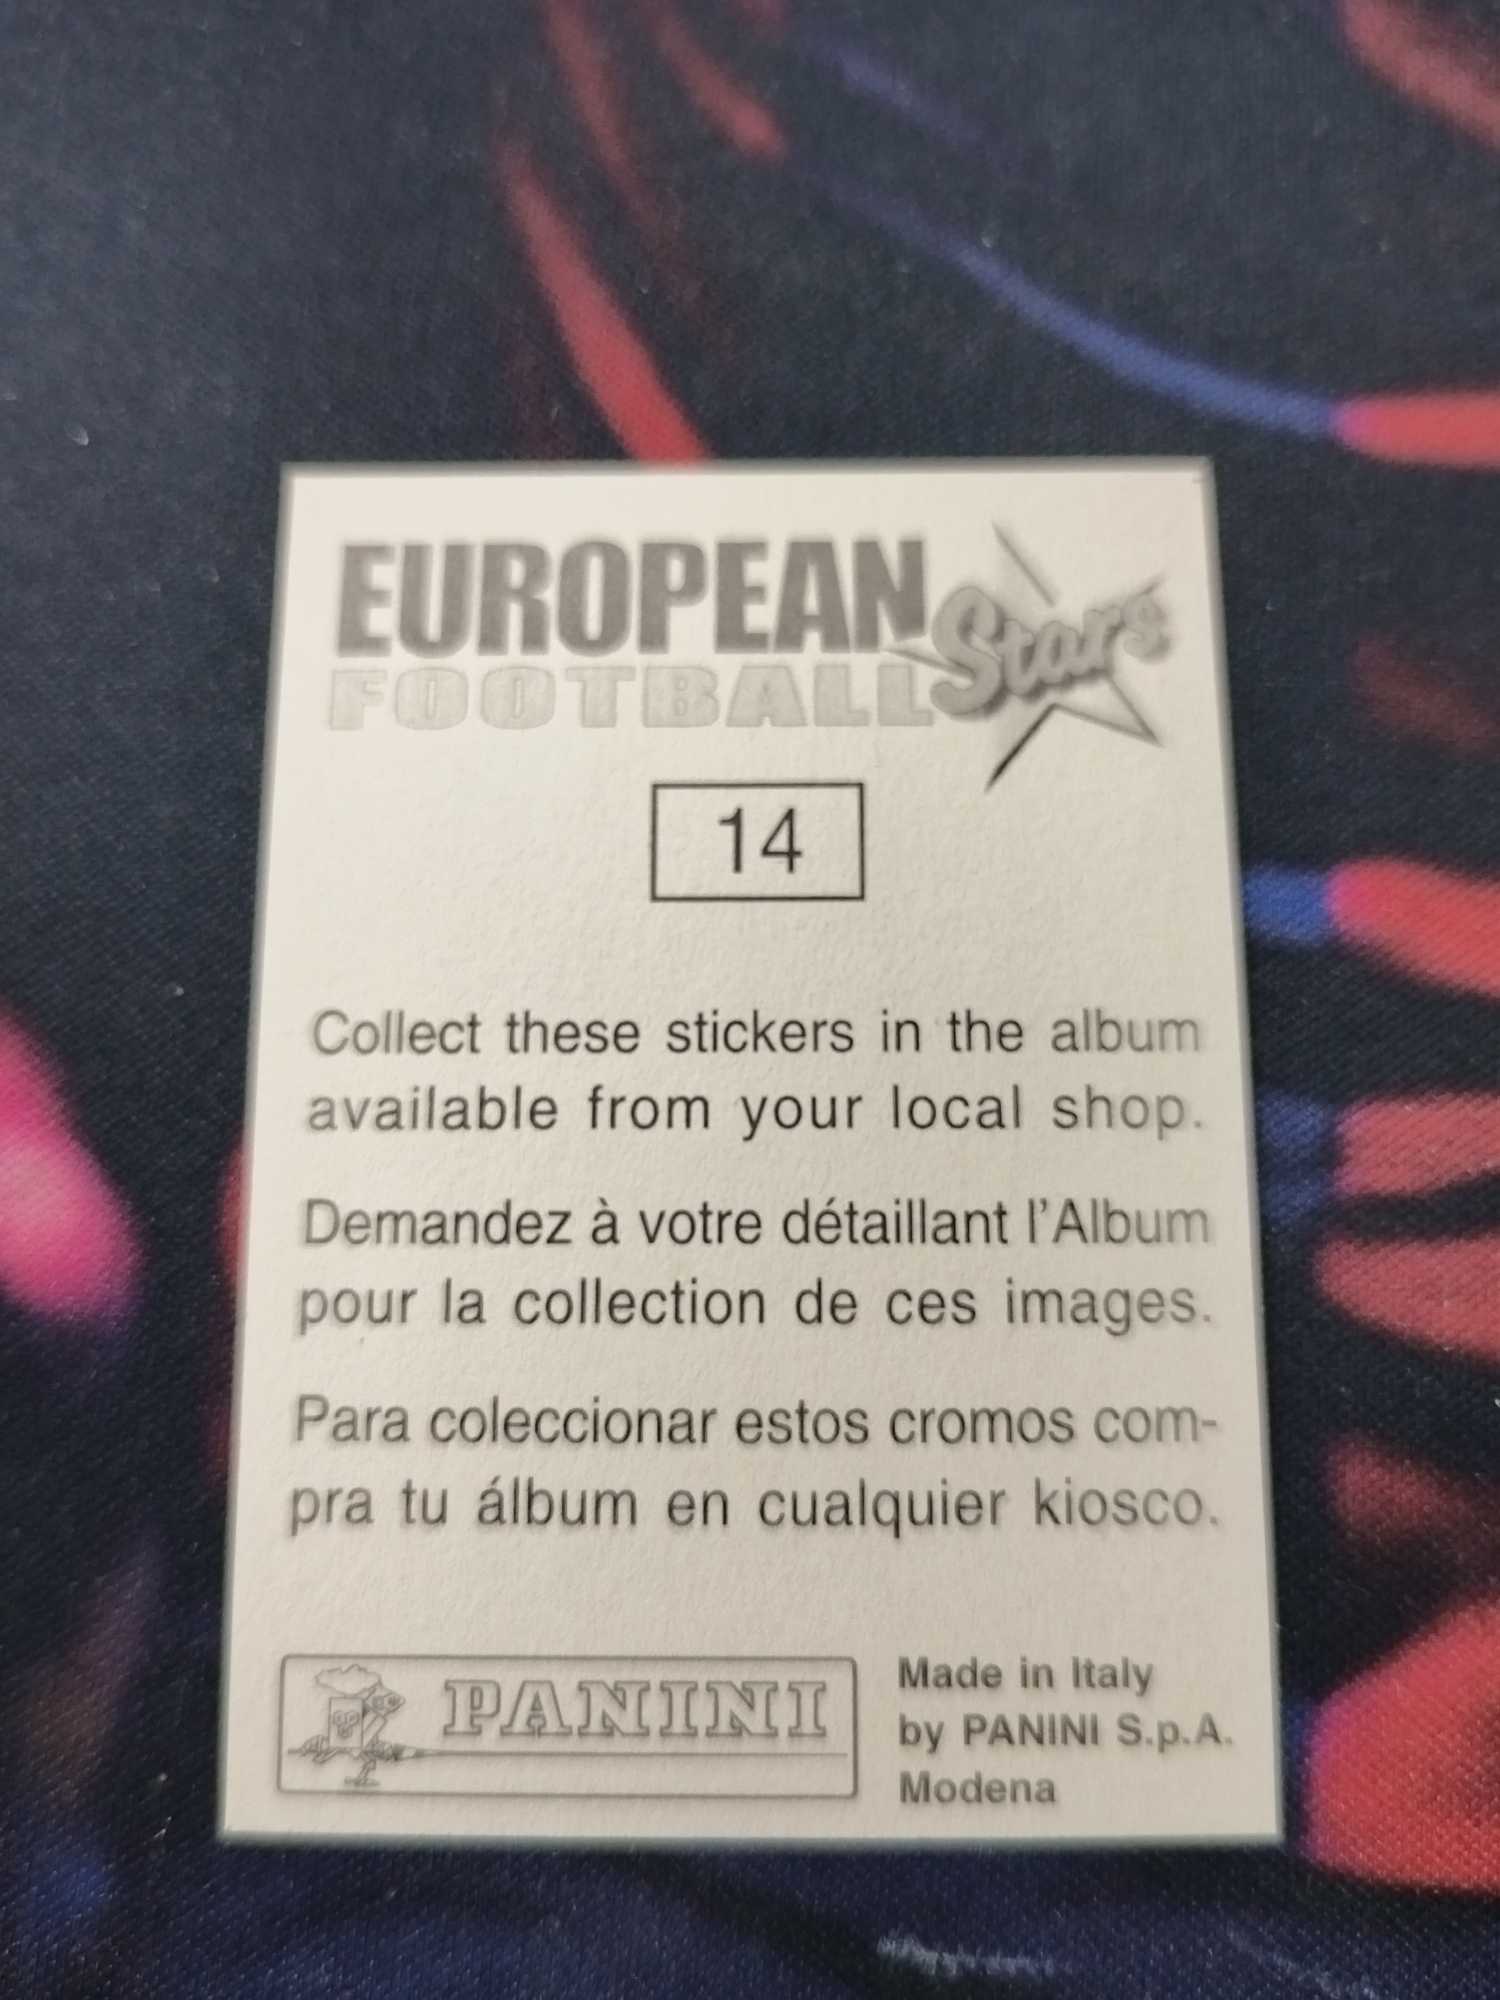 EUROPEAN
FOOTBALL Stars
14
Collect these stickers in the album
available from your local shop.
Demandez à votre détaillant l'Album
pour la collection de ces images.
Para coleccionar estos cromos com-
pra tu álbum en cualquier kiosco.
PANINI
Made in Italy
by PANINI S.p.A.
Modena